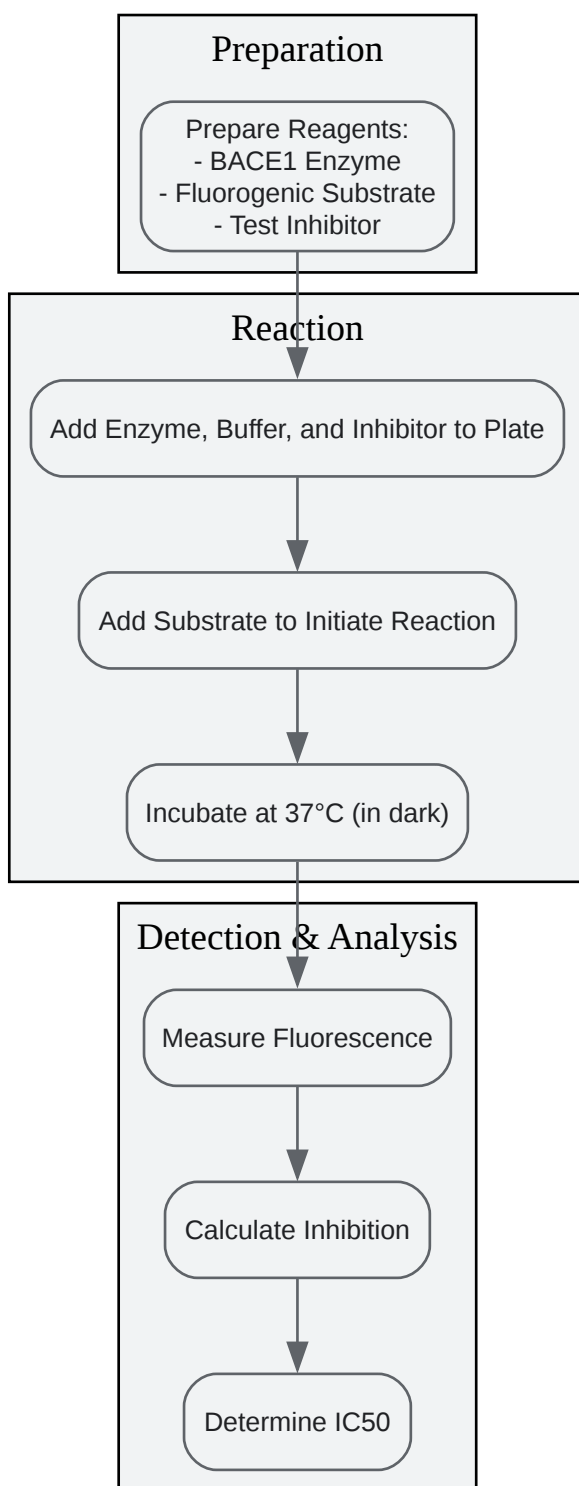 Preparation
Prepare Reagents:
- BACE1 Enzyme
- Fluorogenic Substrate
- Test Inhibitor
Reaction
Add Enzyme, Buffer, and Inhibitor to Plate
Add Substrate to Initiate Reaction
Incubate at 37°C (in dark)
Detection & Analysis
Measure Fluorescence
Calculate Inhibition
Determine IC50